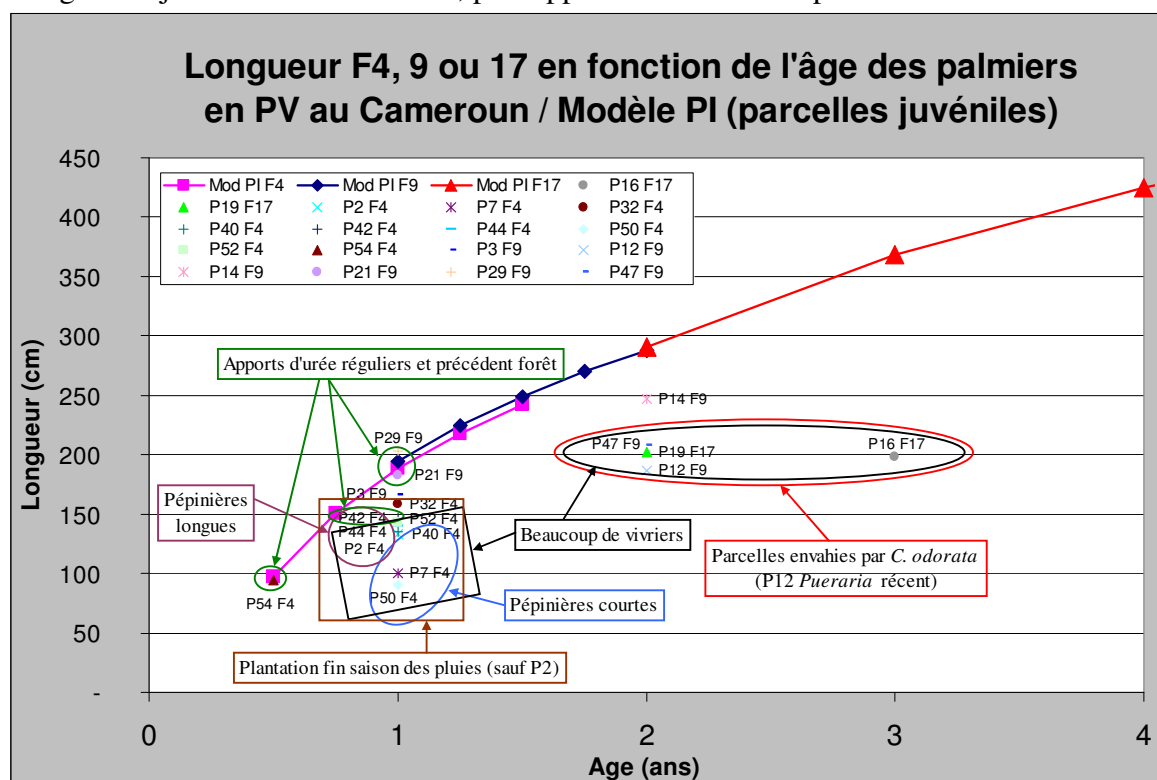 Longueur F4, 9 ou 17 en fonction de l'âge des palmiers
en PV au Cameroun / Modèle PI (parcelles juvéniles)
450
400
350
300
250
200
150
100
50
-
Longueur (cm)
Mod PI F4 Mod PI F9 Mod PI F17 P16 F17
P19 F17 P2 F4 P7 F4 P32 F4
P40 F4 P42 F4 P44 F4 P50 F4
P52 F4 P54 F4 P3 F9 P12 F9
P14 F9 P21 F9 P29 F9 P47 F9
Apports d'urée réguliers et précédent forêt
P14 F9
P29 F9
P47 F9
P19 F17
P16 F17
P12 F9
P21 F9
P3 F9
Pépinières
longues
P32 F4
P42 F4
P52 F4
P44 F4
P40 F4
P2 F4
Beaucoup de vivriers
Parcelles envahies par C. odorata
(P12 Pueraria récent)
P7 F4
P50 F4
P54 F4
Pépinières courtes
Plantation fin saison des pluies (sauf P2)
0 1 2 3 4
Age (ans)